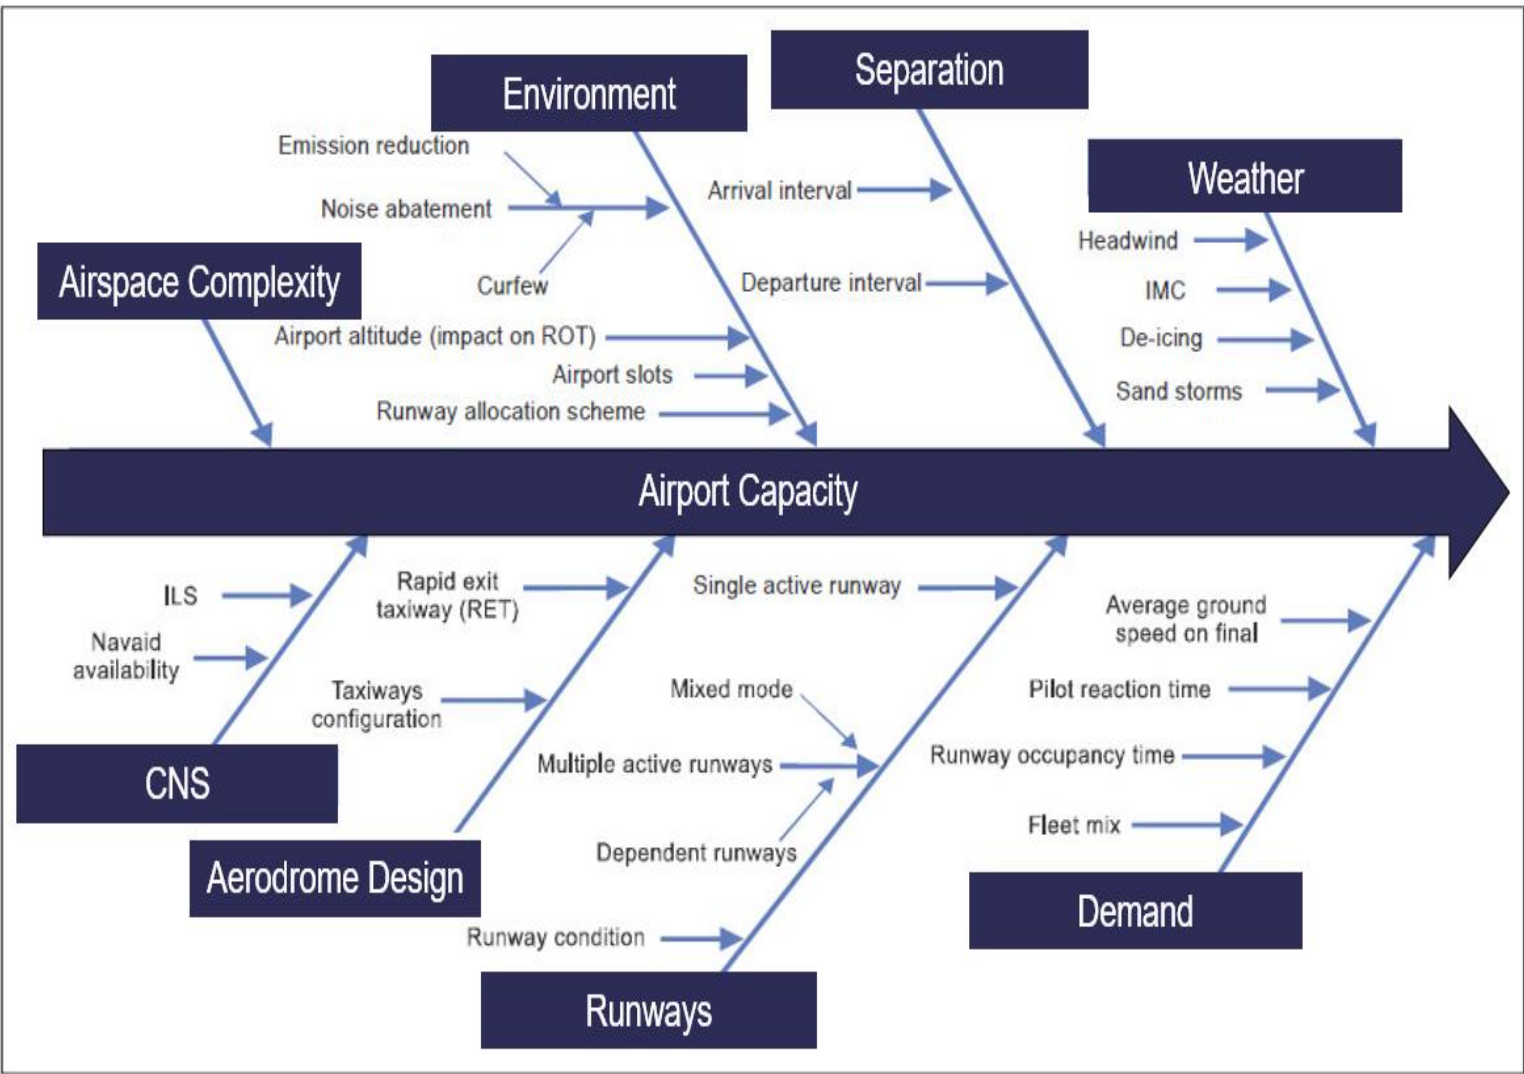 Separation
Environment
Emission reduction
Weather
Arrival interval
Noise abatement
Headwind
Airspace Complexity
Curfew
Departure interval
IMC
Airport altitude (impact on ROT)
De-icing
Airport slots
Sand storms
Runway allocation scheme
Airport Capacity
ILS
Rapid exit
taxiway (RET)
Single active runway
Average ground
speed on final
Navaid
availability
Taxiways
configuration
Mixed mode
Pilot reaction time
Multiple active runways
Runway occupancy time
CNS
Dependent runways
Fleet mix
Aerodrome Design
Demand
Runway condition
Runways